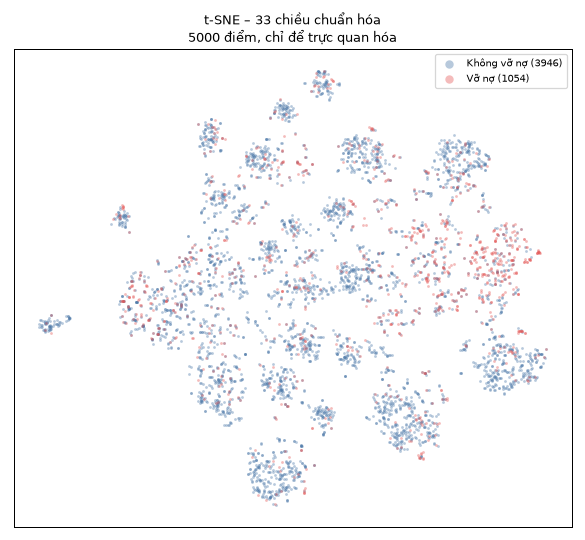 t-SNE – 33 chiều chuẩn hóa
5000 điểm, chỉ để trực quan hóa
Không vỡ nợ (3946)
Vỡ nợ (1054)